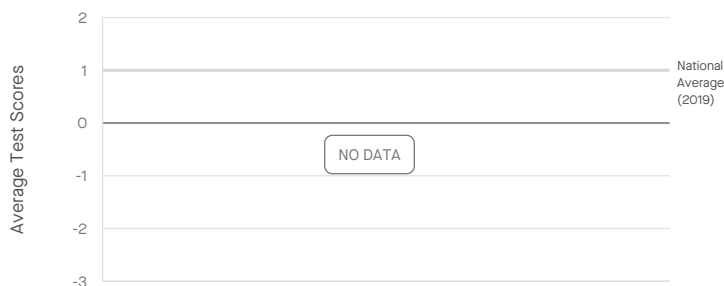 2
1
National
Average
(2019)
0
NO DATA
-1
-2
-3
Average Test Scores